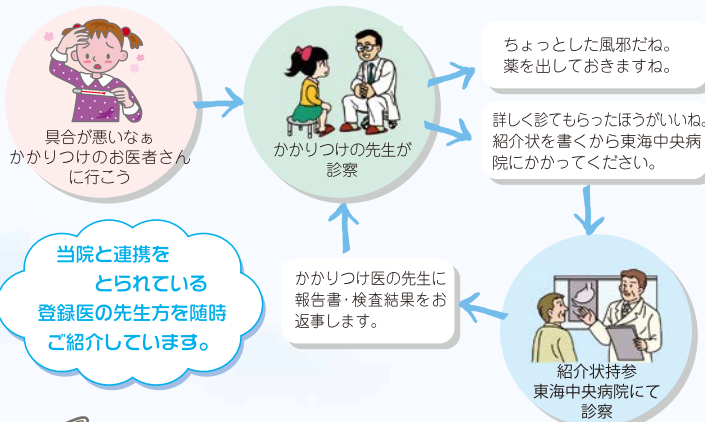 具合が悪いなぁ
かかりつけのお医者さん
に行こう
かかりつけの先生が
診察
ちょっとした風邪だね。
薬を出しておきますね。
詳しく診てもらったほうがいいね。
紹介状を書くから東海中央病
院にかかってください。
紹介状持参
東海中央病院にて
診察
かかりつけ医の先生に
報告書・検査結果をお
返事します。
当院と連携を
とられている
登録医の先生方を随時
ご紹介しています。